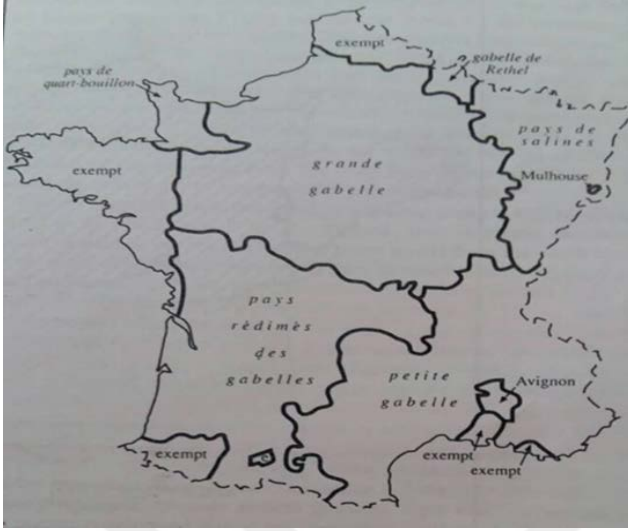 exempt
gabelle de
Rethel
pays de
quart-bouillon
pays de
salines
exempt
grande
gabelle
Mulhouse
pays
rèdimès
des
gabelles
petite
gabelle
Avignon
exempt
exempt
exempt